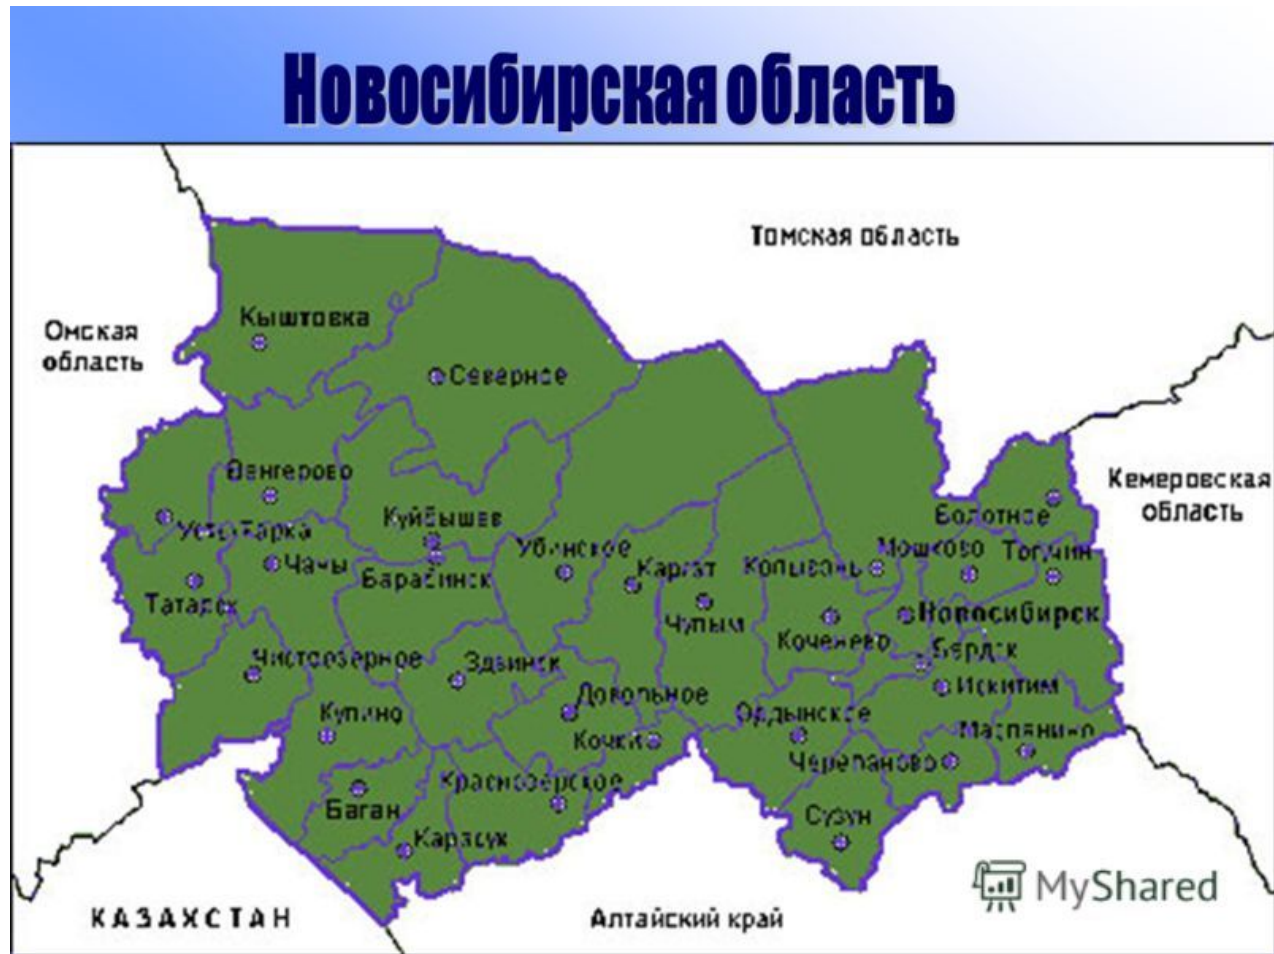 Новосибирская область
Томская область
Омская
область
Кыштовка
Северное
Кемеровская
область
Венгерово
Куйбышев
Болотное
Усть-Тарка
Убинское
Мошково
Тогучин
Чаны
Барабинск
Каргат
Колывань
Татарск
Чулым
Новосибирск
Коченево
Бердск
Чистоозерное
Здвинск
Искитим
Довольное
Купино
Ордынское
Маслянино
Кочки
Черепаново
Краснозерское
Баган
Сузун
Карасук
MyShared
КАЗАХСТАН
Алтайский край